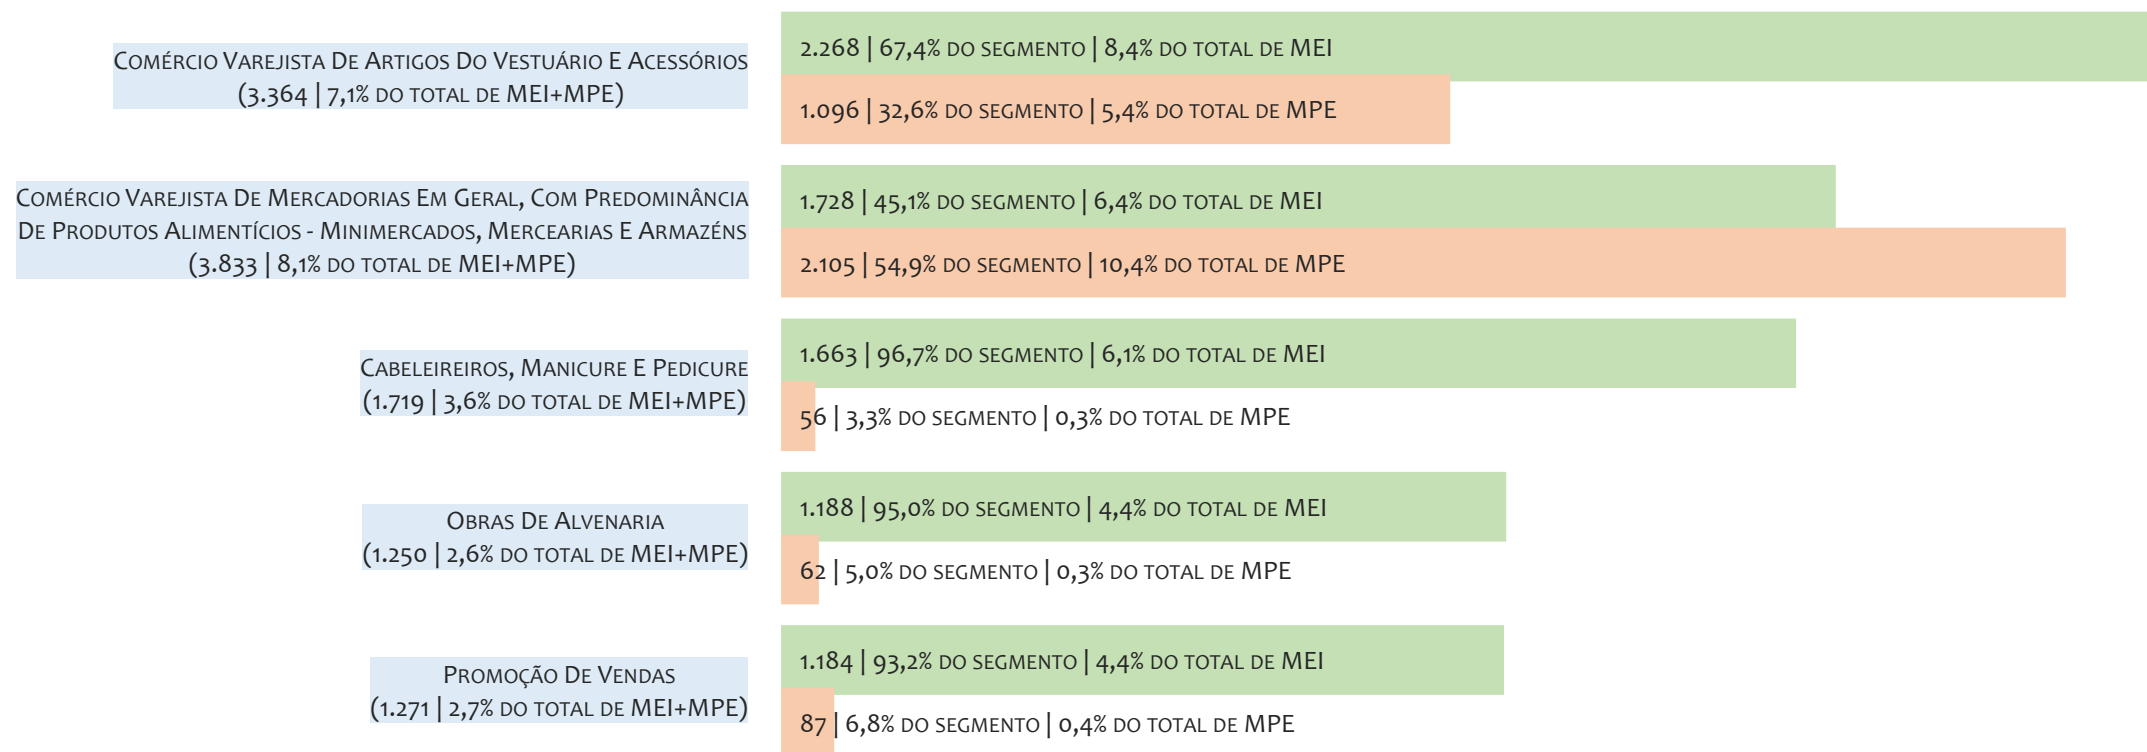 Comércio Varejista De Artigos Do Vestuário E Acessórios
(3.364 | 7,1% do total de MEI+MPE)
2.268 | 67,4% do segmento | 8,4% do total de MEI
1.096 | 32,6% do segmento | 5,4% do total de MPE
Comércio Varejista De Mercadorias Em Geral, Com Predominância
De Produtos Alimentícios - Minimercados, Mercearias E Armazéns
(3.833 | 8,1% do total de MEI+MPE)
1.728 | 45,1% do segmento | 6,4% do total de MEI
2.105 | 54,9% do segmento | 10,4% do total de MPE
Cabeleireiros, Manicure E Pedicure
(1.719 | 3,6% do total de MEI+MPE)
1.663 | 96,7% do segmento | 6,1% do total de MEI
56 | 3,3% do segmento | 0,3% do total de MPE
Obras De Alvenaria
(1.250 | 2,6% do total de MEI+MPE)
1.188 | 95,0% do segmento | 4,4% do total de MEI
62 | 5,0% do segmento | 0,3% do total de MPE
Promoção De Vendas
(1.271 | 2,7% do total de MEI+MPE)
1.184 | 93,2% do segmento | 4,4% do total de MEI
87 | 6,8% do segmento | 0,4% do total de MPE